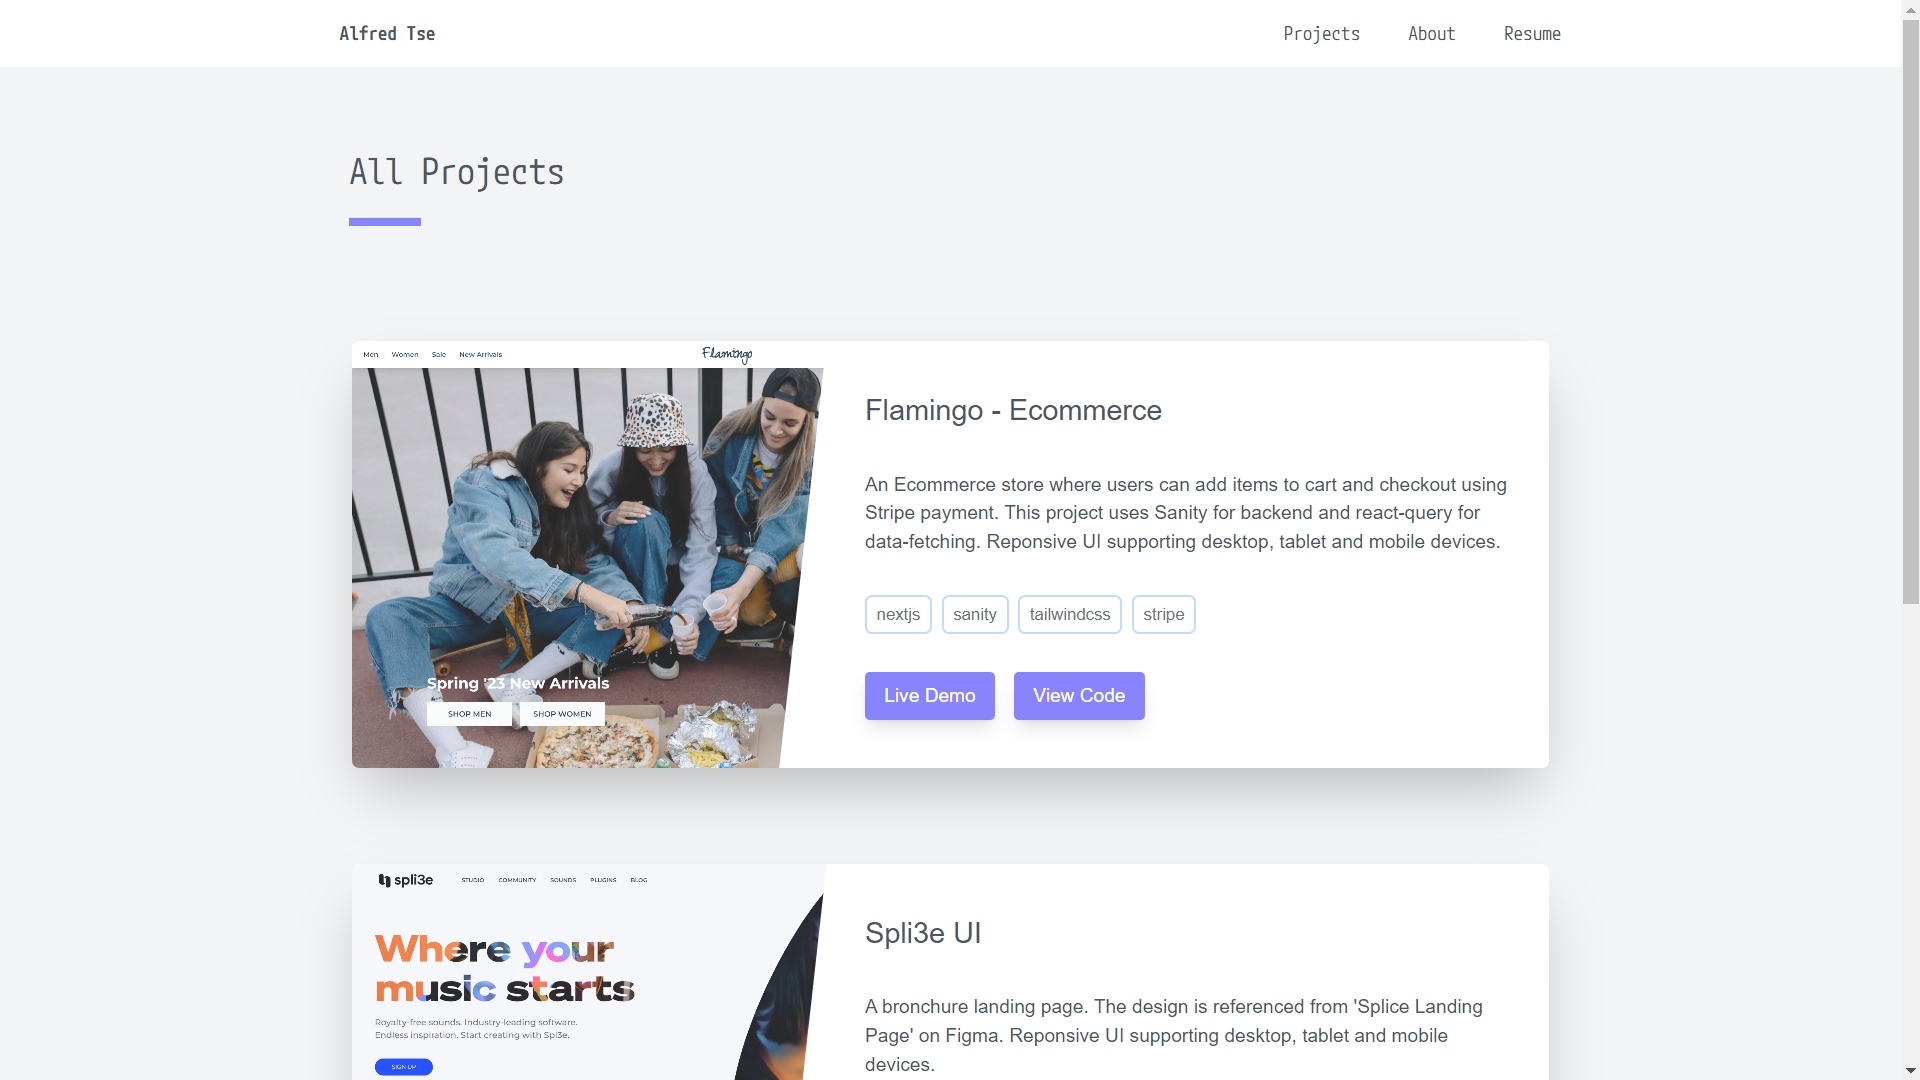 Alfred Tse
Projects
About
Resume
All Projects
Men
Women
Sale
New Arrivals
Flamingo
Spring '23 New Arrivals
SHOP MEN
SHOP WOMEN
Flamingo - Ecommerce
An Ecommerce store where users can add items to cart and checkout using
Stripe payment. This project uses Sanity for backend and react-query for
data-fetching. Reponsive UI supporting desktop, tablet and mobile devices.
nextjs
sanity
tailwindcss
stripe
Live Demo
View Code
spli3e
STUDIO
COMMUNITY
SOUNDS
PLUGINS
BLOG
Where your
music starts
Royalty-free sounds. Industry-leading software.
Endless inspiration. Start creating with Spl3e.
SIGN UP
Spli3e UI
A bronchure landing page. The design is referenced from 'Splice Landing
Page' on Figma. Reponsive UI supporting desktop, tablet and mobile
devices.